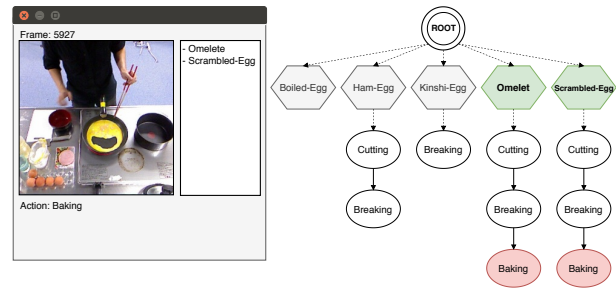 Frame: 5927
- Omelete
- Scrambled-Egg
Action: Baking
ROOT
Boiled-Egg
Ham-Egg
Kinshi-Egg
Omelet
Scrambled-Egg
Cutting
Breaking
Cutting
Cutting
Breaking
Breaking
Breaking
Baking
Baking